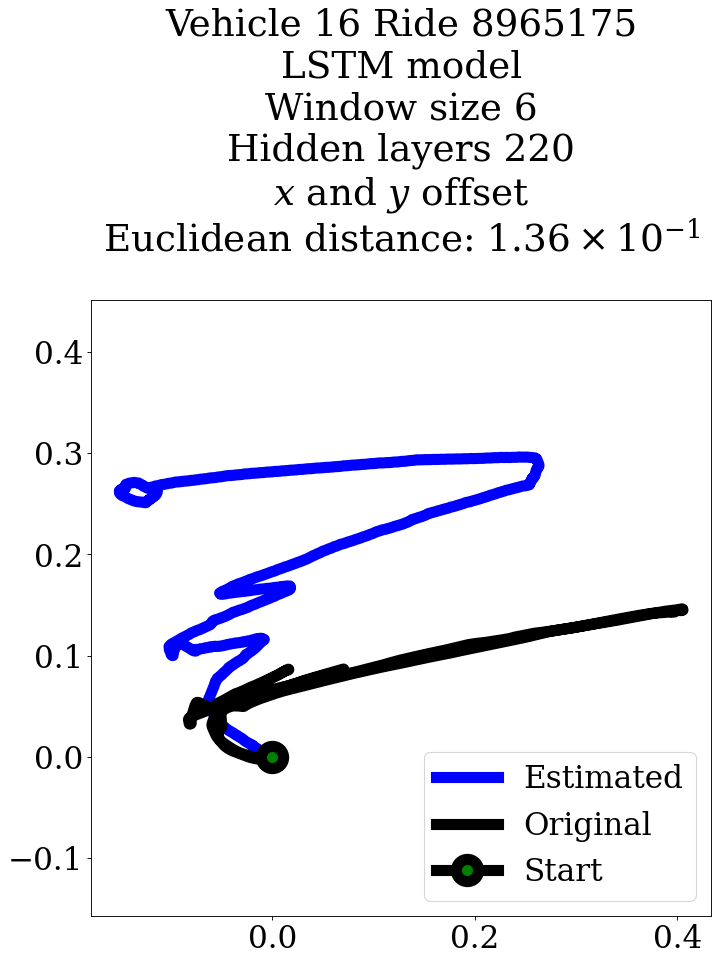 Vehicle 16 Ride 8965175
LSTM model
Window size 6
Hidden layers 220
x and y offset
Euclidean distance: 1.36 × 10⁻¹
0.4
0.3
0.2
0.1
0.0
−0.1
0.0 0.2 0.4
Estimated
Original
Start